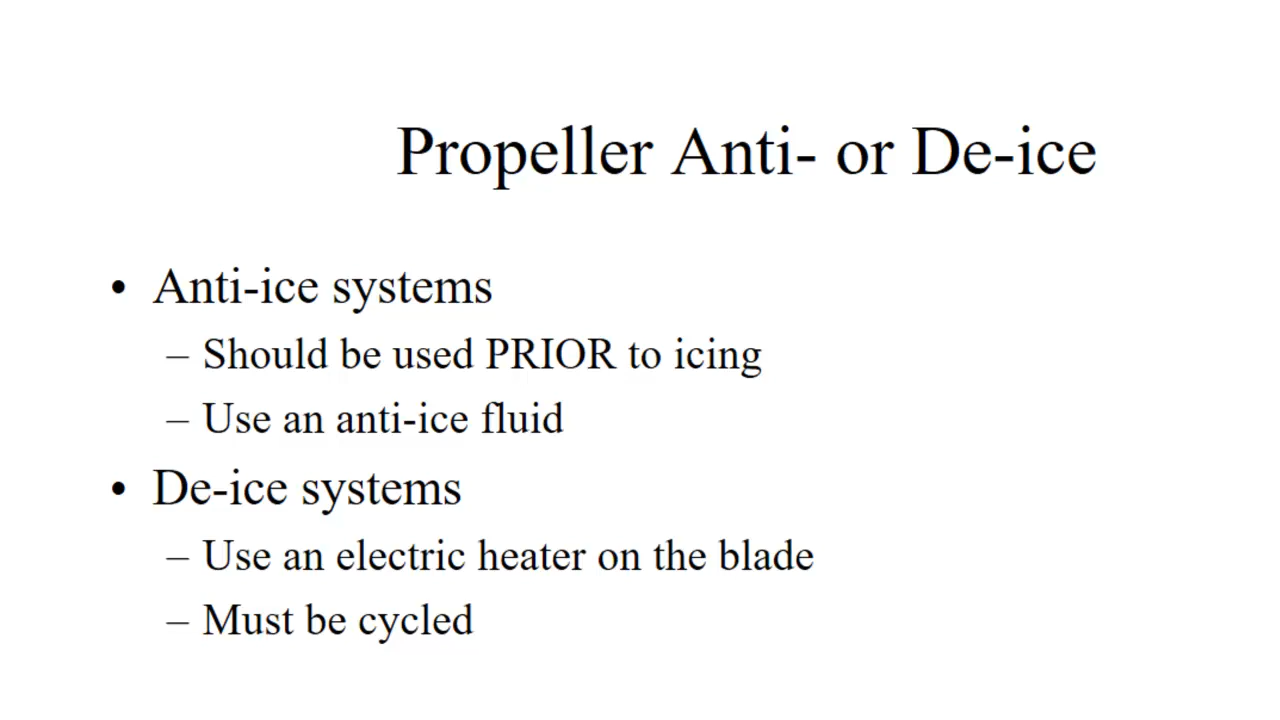 Propeller Anti- or De-ice
• Anti-ice systems
– Should be used PRIOR to icing
– Use an anti-ice fluid
• De-ice systems
– Use an electric heater on the blade
– Must be cycled